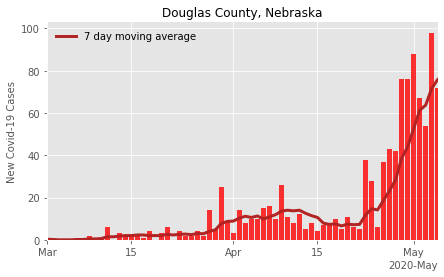 Douglas County, Nebraska
7 day moving average
New Covid-19 Cases
100
80
60
40
20
0
Mar
15
Apr
15
May
2020-May